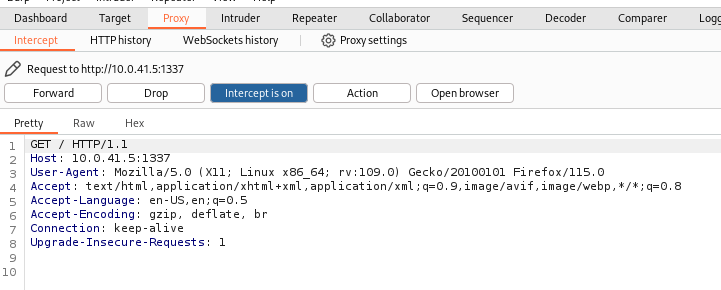 Dashboard Target Proxy Intruder Repeater Collaborator Sequencer Decoder Comparer
Intercept HTTP history WebSockets history Proxy settings
Request to http://10.0.41.5:1337
Forward Drop Intercept is on Action Open browser
Pretty Raw Hex
1 GET / HTTP/1.1
2 Host: 10.0.41.5:1337
3 User-Agent: Mozilla/5.0 (X11; Linux x86_64; rv:109.0) Gecko/20100101 Firefox/115.0
4 Accept: text/html,application/xhtml+xml,application/xml;q=0.9,image/avif,image/webp,*/*;q=0.8
5 Accept-Language: en-US,en;q=0.5
6 Accept-Encoding: gzip, deflate, br
7 Connection: keep-alive
8 Upgrade-Insecure-Requests: 1
9
10